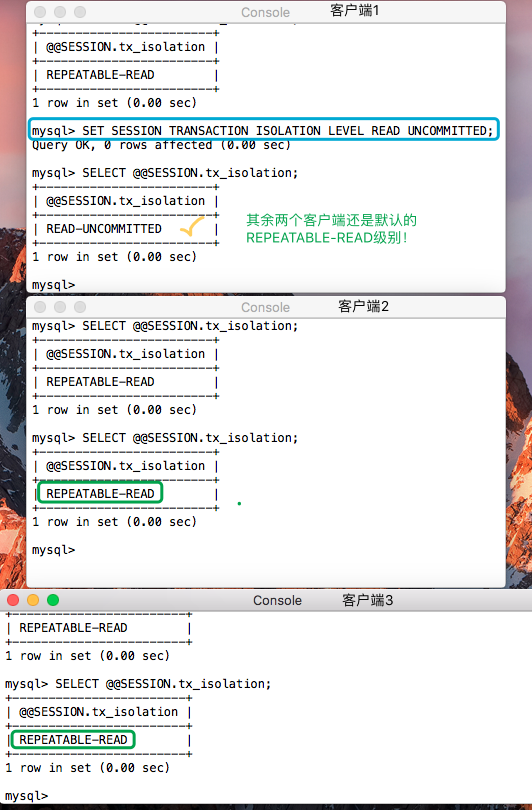 Console 客户端1
mysql> SELECT @@SESSION.tx_isolation;
+------------------------+
| @@SESSION.tx_isolation |
+------------------------+
| REPEATABLE-READ        |
+------------------------+
1 row in set (0.00 sec)
mysql> SET SESSION TRANSACTION ISOLATION LEVEL READ UNCOMMITTED;
Query OK, 0 rows affected (0.00 sec)
mysql> SELECT @@SESSION.tx_isolation;
+------------------------+
| @@SESSION.tx_isolation |
+------------------------+
| READ-UNCOMMITTED       |
+------------------------+
1 row in set (0.00 sec)
其余两个客户端还是默认的
REPEATABLE-READ级别!
mysql>
Console 客户端2
mysql> SELECT @@SESSION.tx_isolation;
+------------------------+
| @@SESSION.tx_isolation |
+------------------------+
| REPEATABLE-READ        |
+------------------------+
1 row in set (0.00 sec)
mysql> SELECT @@SESSION.tx_isolation;
+------------------------+
| @@SESSION.tx_isolation |
+------------------------+
| REPEATABLE-READ        |
+------------------------+
1 row in set (0.00 sec)
mysql>
Console 客户端3
+------------------------+
| REPEATABLE-READ        |
+------------------------+
1 row in set (0.00 sec)
mysql> SELECT @@SESSION.tx_isolation;
+------------------------+
| @@SESSION.tx_isolation |
+------------------------+
| REPEATABLE-READ        |
+------------------------+
1 row in set (0.00 sec)
mysql>